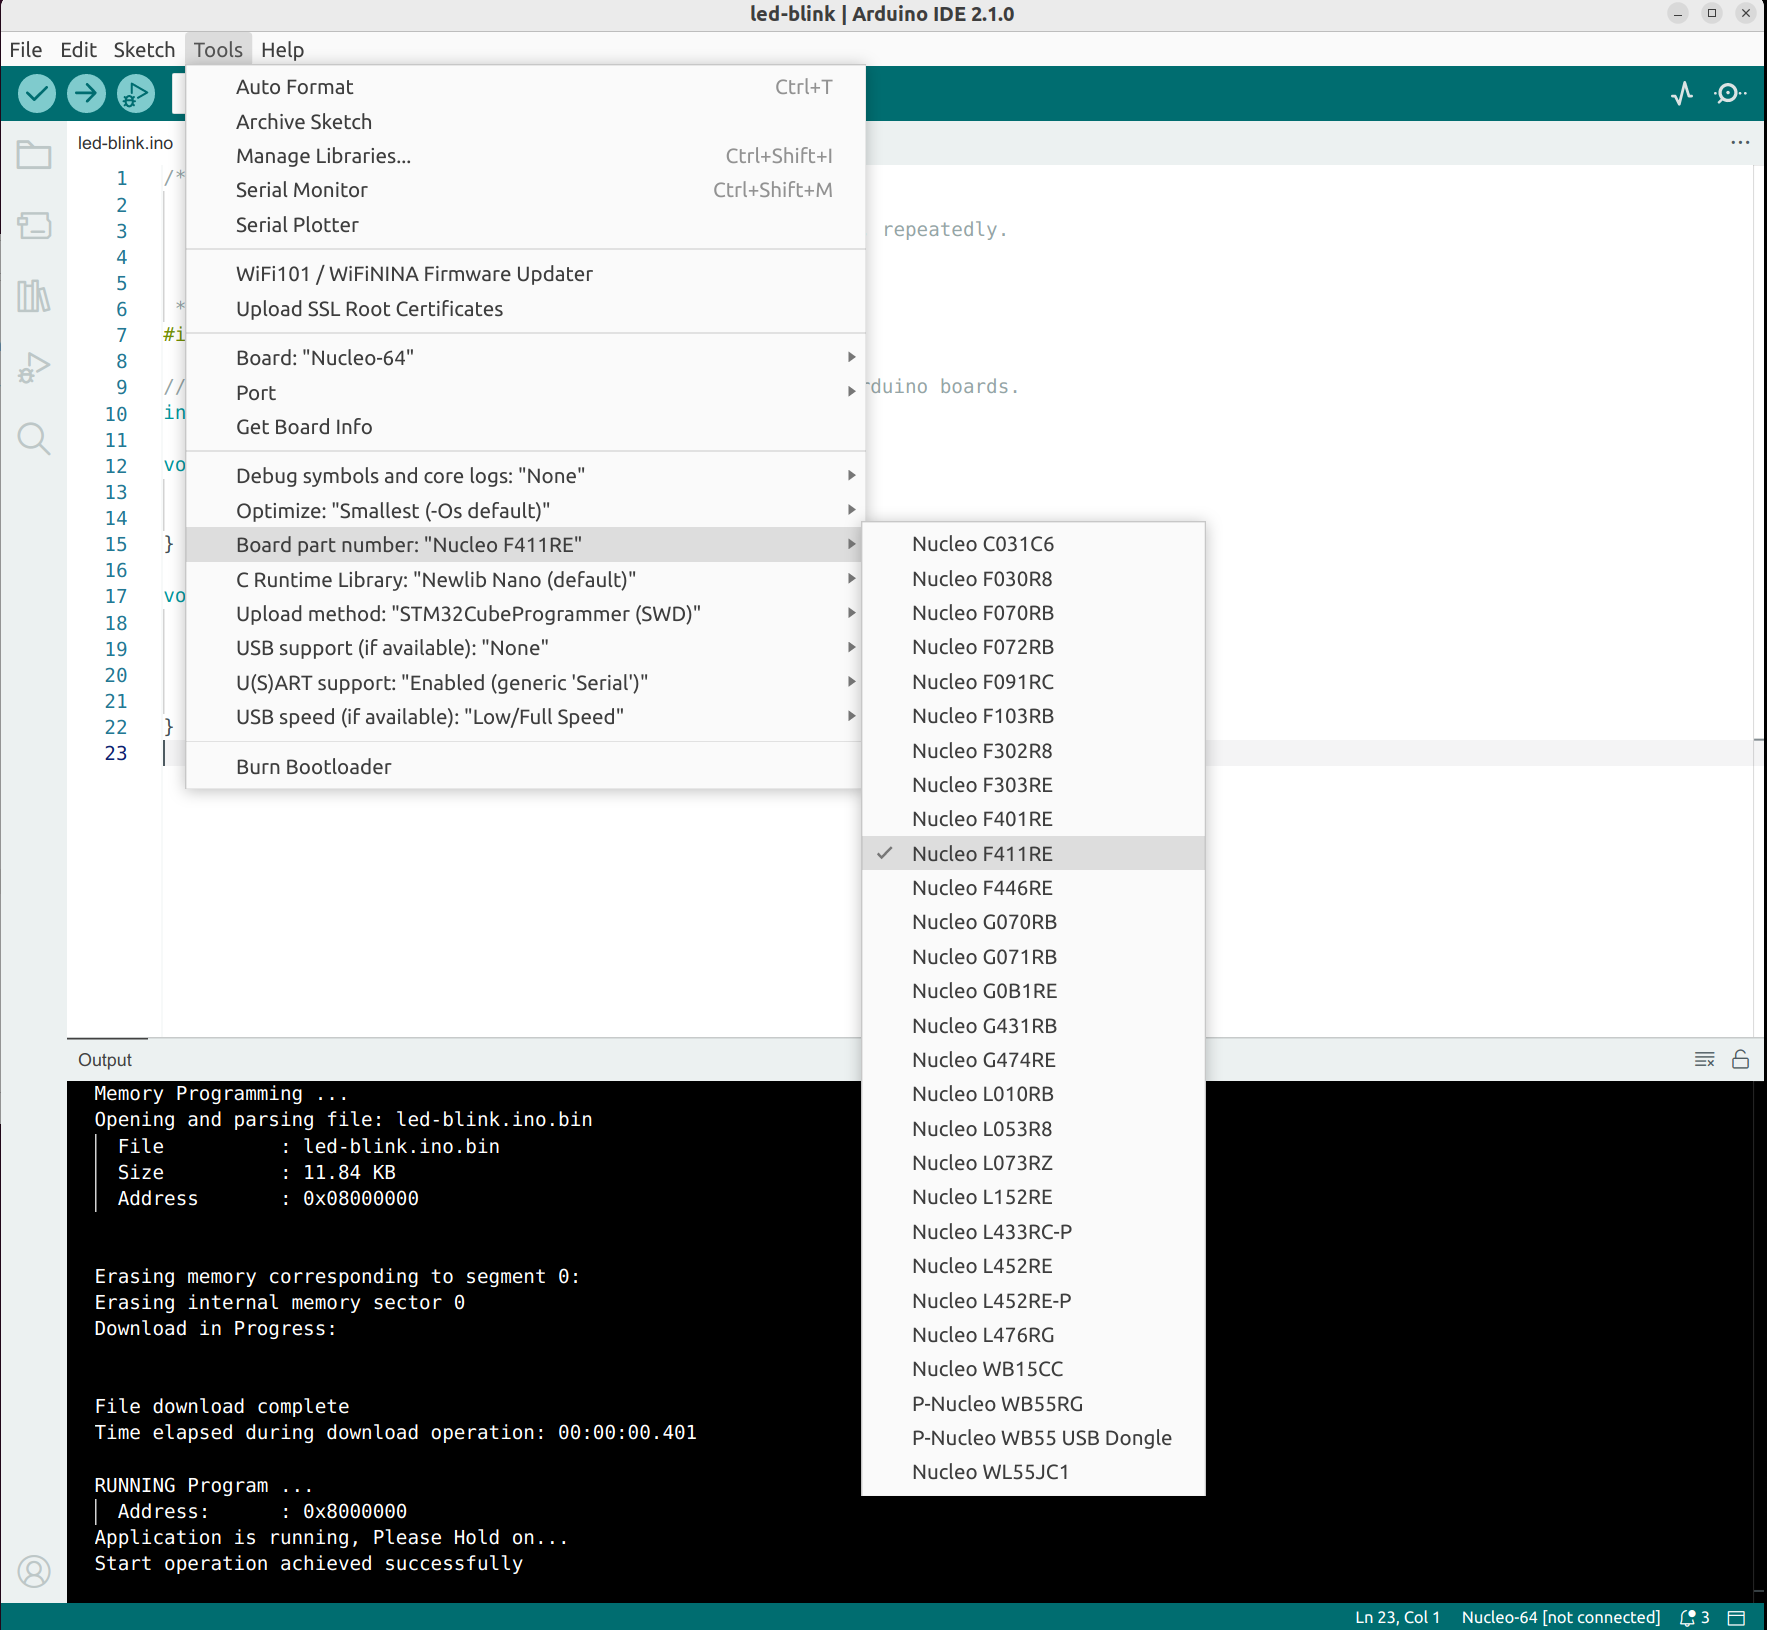 led-blink | Arduino IDE 2.1.0
File Edit Sketch Tools Help
Auto Format Ctrl+T
Archive Sketch
Manage Libraries... Ctrl+Shift+I
Serial Monitor Ctrl+Shift+M
Serial Plotter
WiFi101 / WiFiNINA Firmware Updater
Upload SSL Root Certificates
Board: "Nucleo-64"
Port
Get Board Info
Debug symbols and core logs: "None"
Optimize: "Smallest (-Os default)"
Board part number: "Nucleo F411RE"
C Runtime Library: "Newlib Nano (default)"
Upload method: "STM32CubeProgrammer (SWD)"
USB support (if available): "None"
U(S)ART support: "Enabled (generic 'Serial')"
USB speed (if available): "Low/Full Speed"
Burn Bootloader
Nucleo C031C6
Nucleo F030R8
Nucleo F070RB
Nucleo F072RB
Nucleo F091RC
Nucleo F103RB
Nucleo F302R8
Nucleo F303RE
Nucleo F401RE
Nucleo F411RE
Nucleo F446RE
Nucleo G070RB
Nucleo G071RB
Nucleo G0B1RE
Nucleo G431RB
Nucleo G474RE
Nucleo L010RB
Nucleo L053R8
Nucleo L073RZ
Nucleo L152RE
Nucleo L433RC-P
Nucleo L452RE
Nucleo L452RE-P
Nucleo L476RG
Nucleo WB15CC
P-Nucleo WB55RG
P-Nucleo WB55 USB Dongle
Nucleo WL55JC1
led-blink.ino
1 /*
2
3 repeatedly.
4
5
6 *
7 #i
8
9 // rduino boards.
10 in
11
12 vo
13
14
15 }
16
17 vo
18
19
20
21
22 }
23
Output
Memory Programming ...
Opening and parsing file: led-blink.ino.bin
File : led-blink.ino.bin
Size : 11.84 KB
Address : 0x08000000
Erasing memory corresponding to segment 0:
Erasing internal memory sector 0
Download in Progress:
File download complete
Time elapsed during download operation: 00:00:00.401
RUNNING Program ...
Address: : 0x8000000
Application is running, Please Hold on...
Start operation achieved successfully
Ln 23, Col 1 Nucleo-64 [not connected] 3